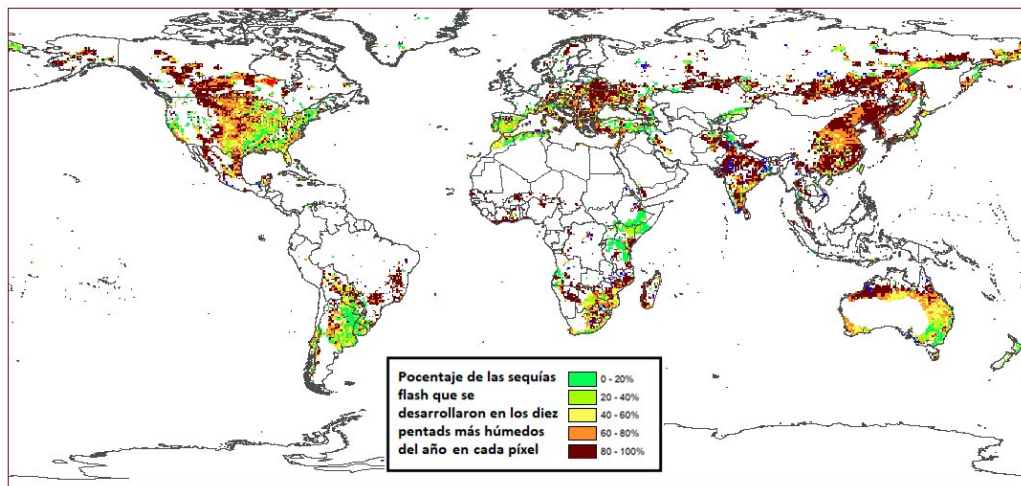 Pocentaje de las sequías
flash que se
desarrollaron en los diez
pentads más húmedos
del año en cada píxel
0 - 20%
20 - 40%
40 - 60%
60 - 80%
80 - 100%